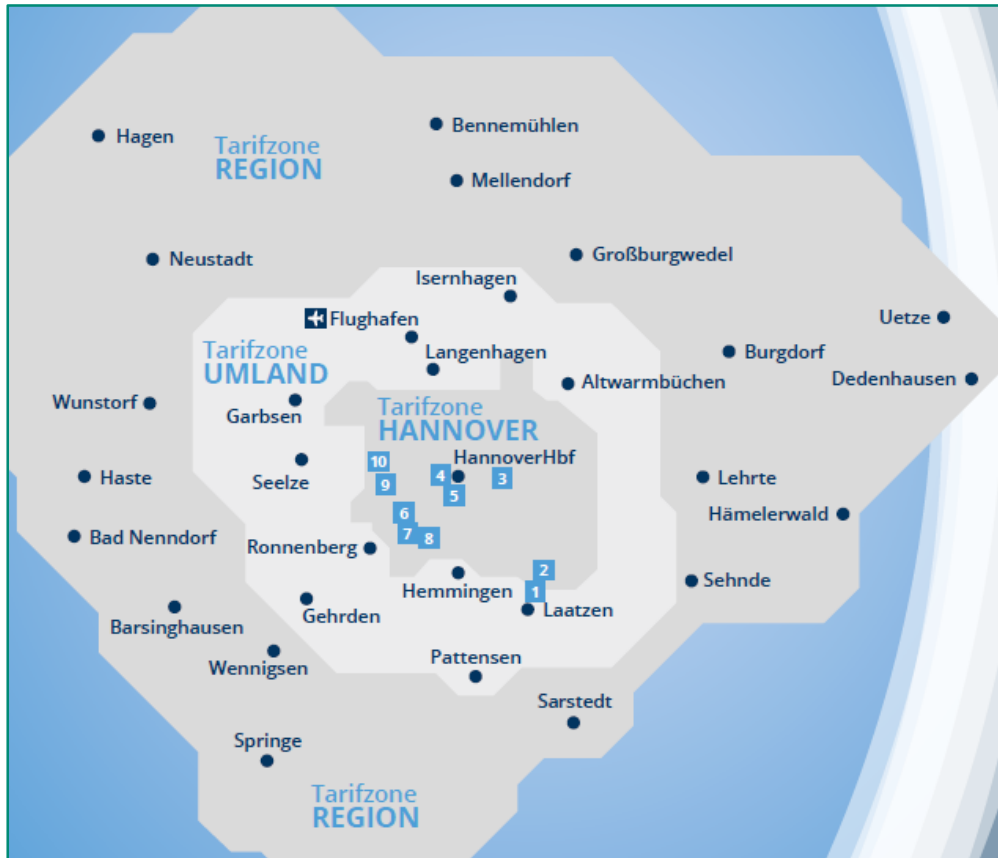 Hagen
Bennemühlen
Tarifzone
REGION
Mellendorf
Neustadt
Großburgwedel
Isernhagen
Flughafen
Uetze
Tarifzone
UMLAND
Langenhagen
Burgdorf
Altwarmbüchen
Dedenhausen
Wunstorf
Garbsen
Tarifzone
HANNOVER
HannoverHbf
10
4
3
Seelze
Haste
9
5
Lehrte
6
Hämelerwald
Bad Nenndorf
7
8
Ronnenberg
2
Hemmingen
1
Sehnde
Barsinghausen
Gehrden
Laatzen
Wennigsen
Pattensen
Sarstedt
Springe
Tarifzone
REGION